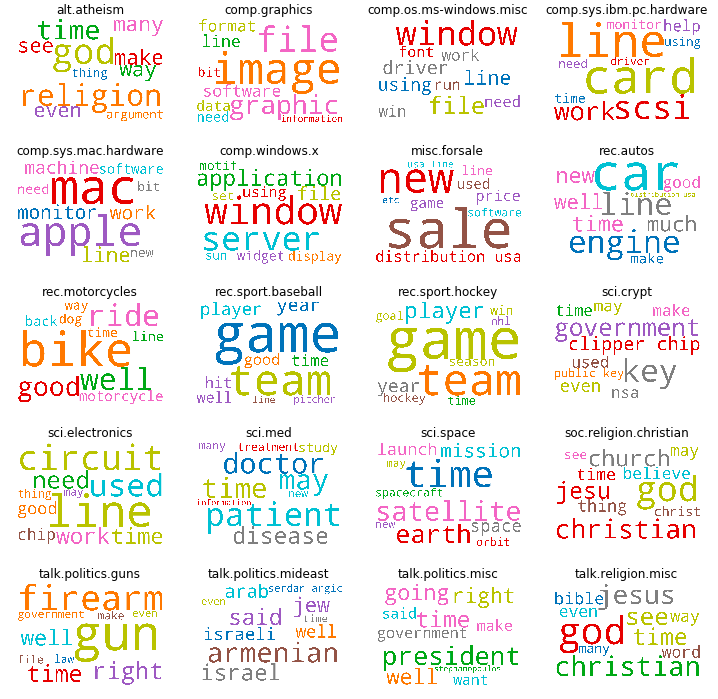 alt.atheism
time many
see god make
thing way
religion
even argument
comp.graphics
format file
line
bit image
software
data graphic
need information
comp.os.ms-windows.misc
window
font work
driver
using run line
win file need
comp.sys.ibm.pc.hardware
monitor help
line using
need driver
card
time
work scsi
comp.sys.mac.hardware
machine software
need mac bit
monitor work
apple
line new
comp.windows.x
motif
application
set using file
window
server
sun widget display
misc.forsale
usa line
new line
used
etc game price
software
sale
distribution usa
rec.autos
new car good
distribution usa
well line
time much
engine
make
rec.motorcycles
way ride
back dog
time line
bike
good well
motorcycle
rec.sport.baseball
player year
game
good time
hit team
well line pitcher
rec.sport.hockey
goal player win
nhl
game
season
year team
hockey time
sci.crypt
time may make
government
clipper chip
used
public key key
even nsa
sci.electronics
circuit
need used
thing may
good line
chip work time
sci.med
many treatment study
doctor
time may
new
information
patient
disease
sci.space
launch mission
may time
spacecraft
satellite
new earth space
orbit
soc.religion.christian
see church may
time believe
jesu god
thing christ
christian
talk.politics.guns
firearm
government make even
well gun
file law
time right
talk.politics.mideast
arab serdar argic
even jew
said time
israeli well
armenian
israel
talk.politics.misc
going right
said time make
government
president
stephanopoulos
well want
talk.religion.misc
bible jesus
even see way
god time
many word
christian